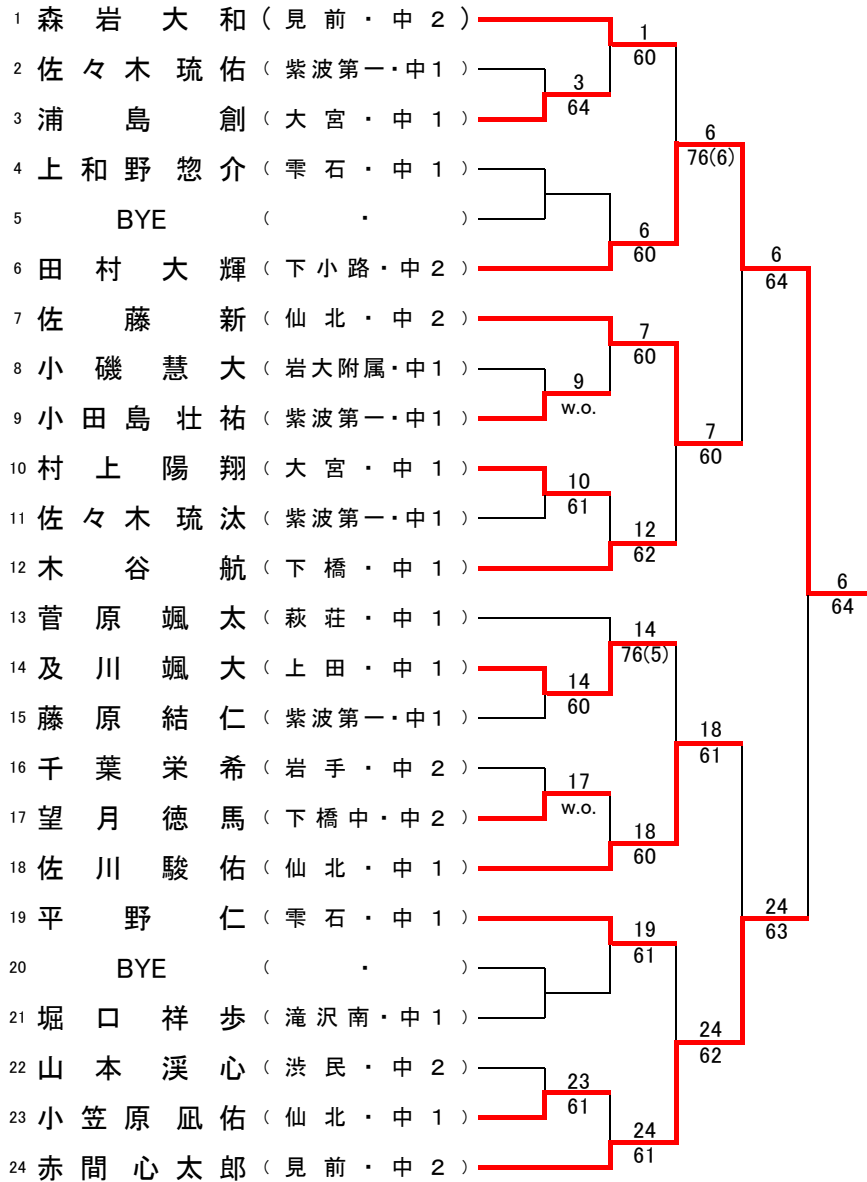 1 森岩大和 (見前・中2)
2 佐々木琉佑 (紫波第一・中1)
3 浦島創 (大宮・中1)
4 上和野惣介 (雫石・中1)
5 BYE ( ・ )
6 田村大輝 (下小路・中2)
7 佐藤新 (仙北・中2)
8 小磯慧大 (岩大附属・中1)
9 小田島壮祐 (紫波第一・中1)
10 村上陽翔 (大宮・中1)
11 佐々木琉汰 (紫波第一・中1)
12 木谷航 (下橋・中1)
13 菅原颯太 (萩荘・中1)
14 及川颯大 (上田・中1)
15 藤原結仁 (紫波第一・中1)
16 千葉栄希 (岩手・中2)
17 望月徳馬 (下橋中・中2)
18 佐川駿佑 (仙北・中1)
19 平野仁 (雫石・中1)
20 BYE ( ・ )
21 堀口祥歩 (滝沢南・中1)
22 山本渓心 (渋民・中2)
23 小笠原凪佑 (仙北・中1)
24 赤間心太郎 (見前・中2)
3
64
9
w.o.
10
61
14
60
17
w.o.
23
61
1
60
6
60
7
60
12
62
14
76(5)
18
60
19
61
24
61
6
76(6)
7
60
18
61
24
62
6
64
24
63
6
64